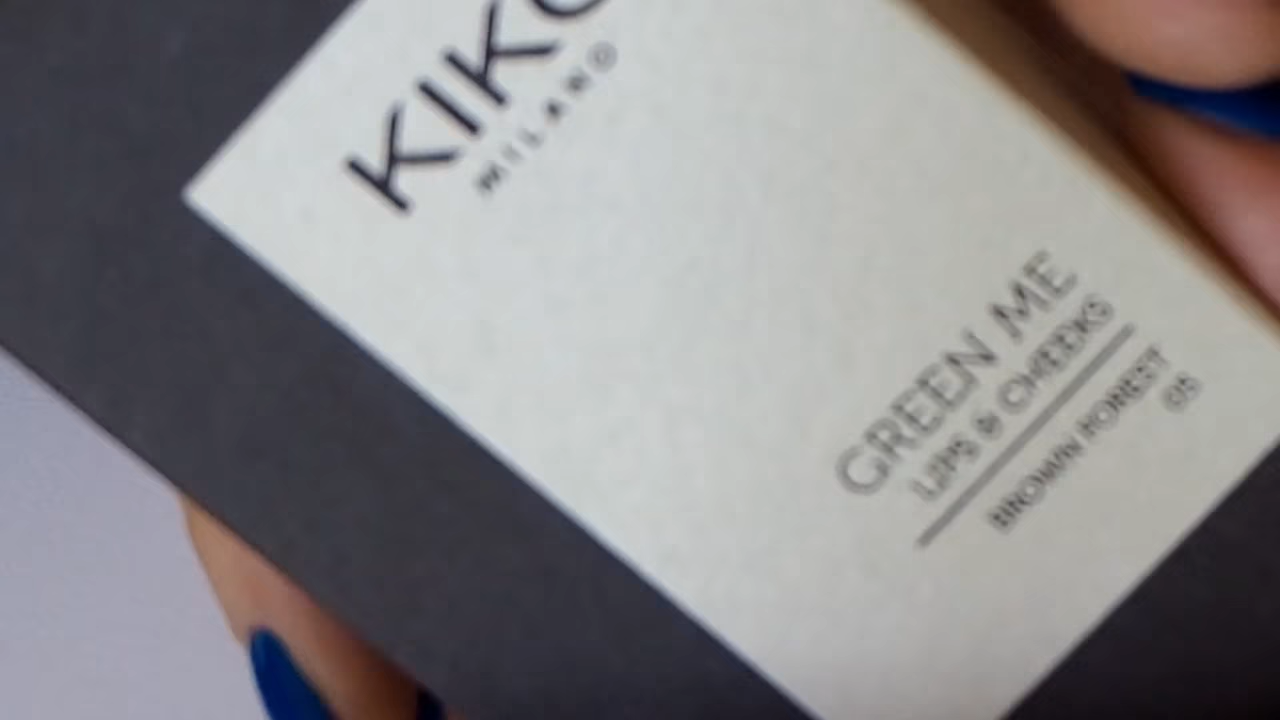 KIKO
MILANO
GREEN ME
LIPS & CHEEKS
BROWN FOREST
05